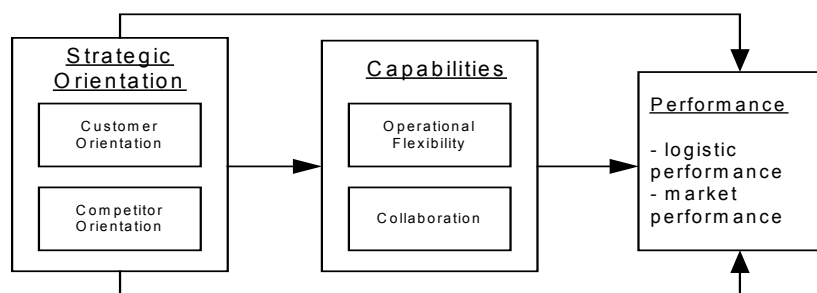 Strategic
Orientation
Customer
Orientation
Competitor
Orientation
Capabilities
Operational
Flexibility
Collaboration
Performance
- logistic
performance
- market
performance